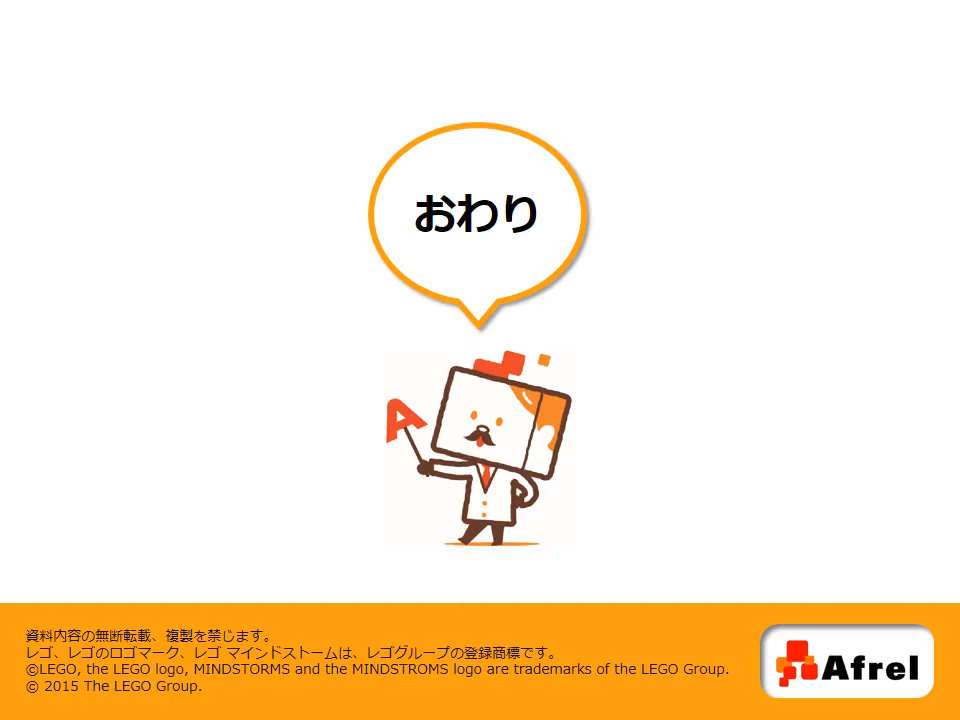 おわり
A
資料内容の無断転載、複製を禁じます。
レゴ、レゴのロゴマーク、レゴ マインドストームは、レゴグループの登録商標です。
©LEGO, the LEGO logo, MINDSTORMS and the MINDSTROMS logo are trademarks of the LEGO Group.
© 2015 The LEGO Group.
Afrel